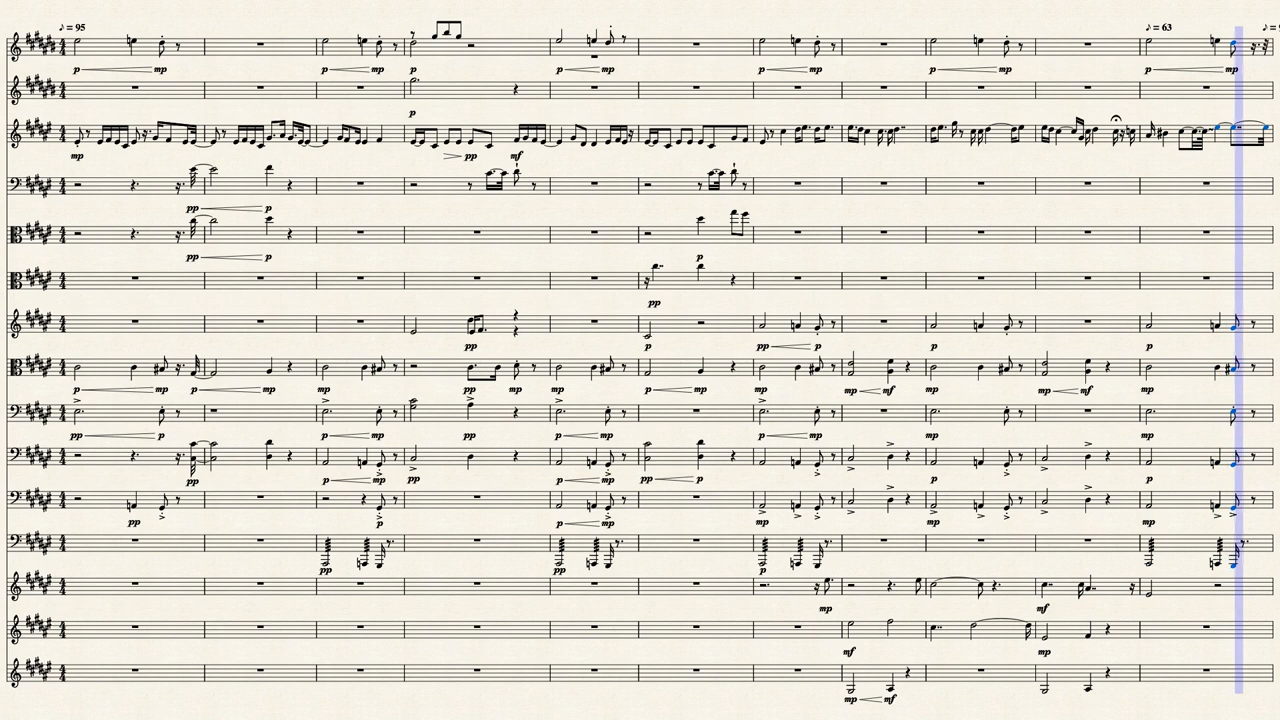 ♪ = 95 ♪ = 63
p mp p mp p p mp p mp p mp p mp
p
mp pp mf
pp p
pp p
pp
pp p pp p p p
p mp p mp mp pp mp mp p mp mp mp mf mp mp mf mp
pp p p mp pp p mp p mp mp mp
pp p mp pp p mp pp p p
pp p p mp mp mp mp
pp pp p
mp mf
mf mp
mp mf